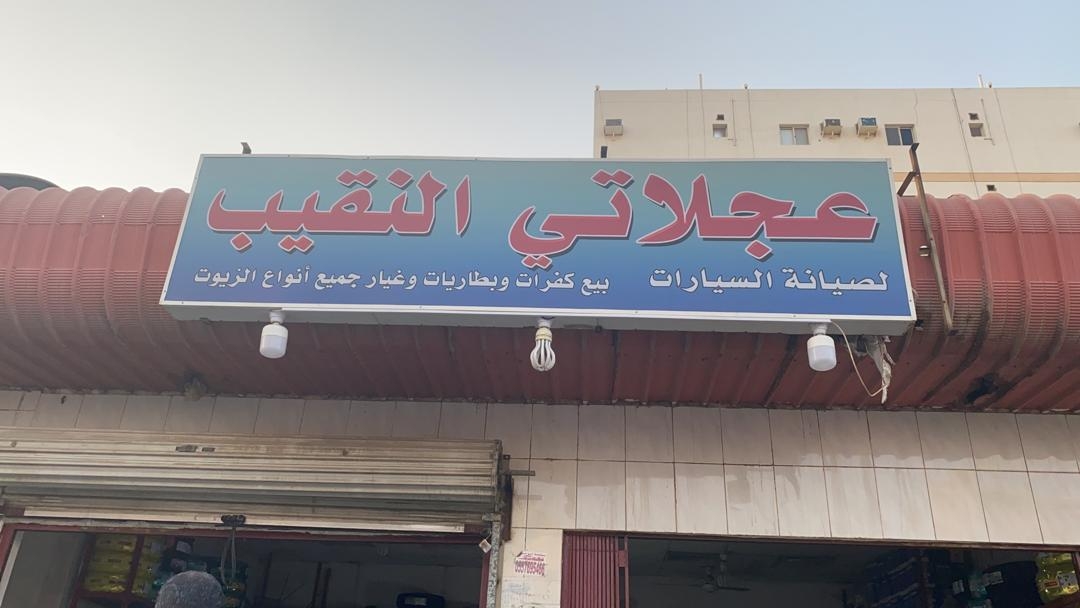 عجلاتي النقيب
لصيانة السيارات بيع كفرات وبطاريات وغيار جميع أنواع الزيوت